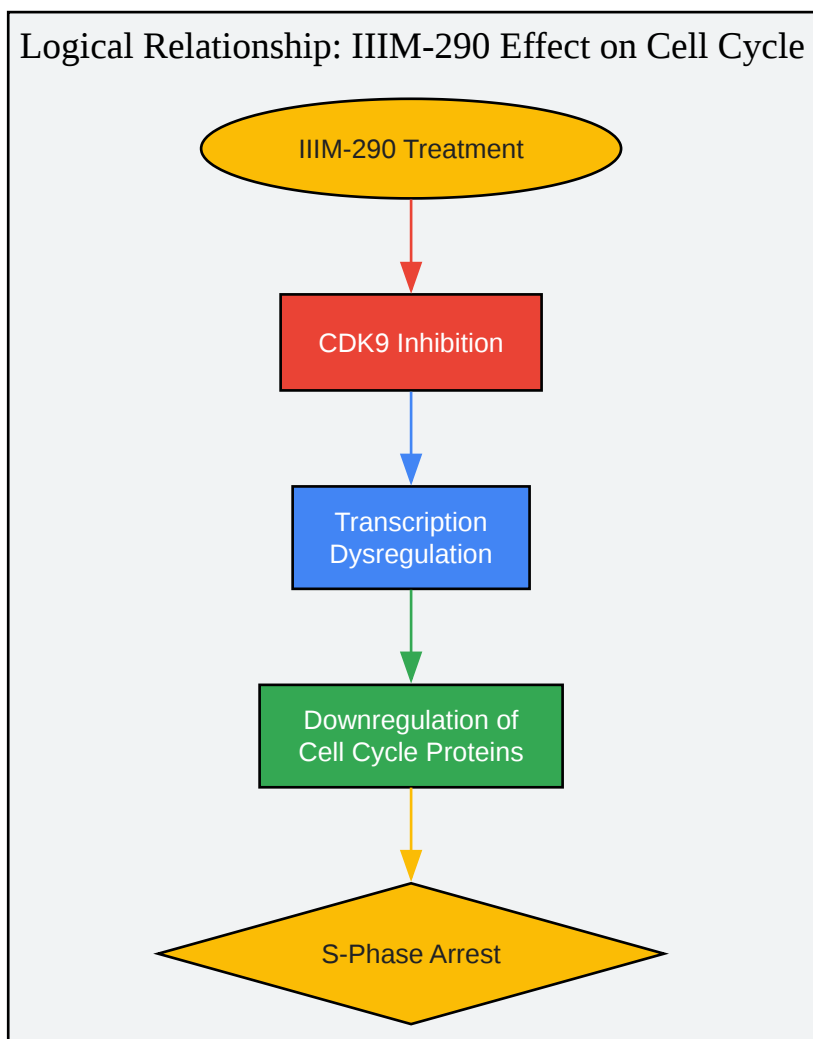 Logical Relationship: IIIM-290 Effect on Cell Cycle
IIIM-290 Treatment
CDK9 Inhibition
Transcription
Dysregulation
Downregulation of
Cell Cycle Proteins
S-Phase Arrest